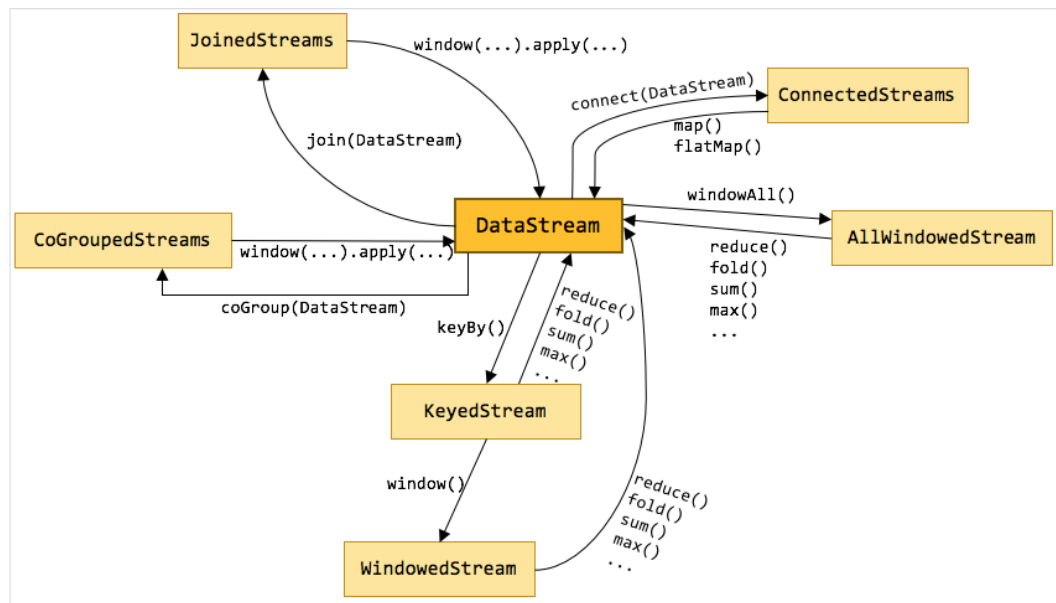 JoinedStreams
window(...).apply(...)
connect(DataStream)
ConnectedStreams
map()
flatMap()
join(DataStream)
windowAll()
DataStream
CoGroupedStreams
window(...).apply(...)
AllWindowedStream
reduce()
fold()
sum()
max()
...
coGroup(DataStream)
keyBy()
reduce()
fold()
sum()
max()
...
KeyedStream
window()
reduce()
fold()
sum()
max()
...
WindowedStream